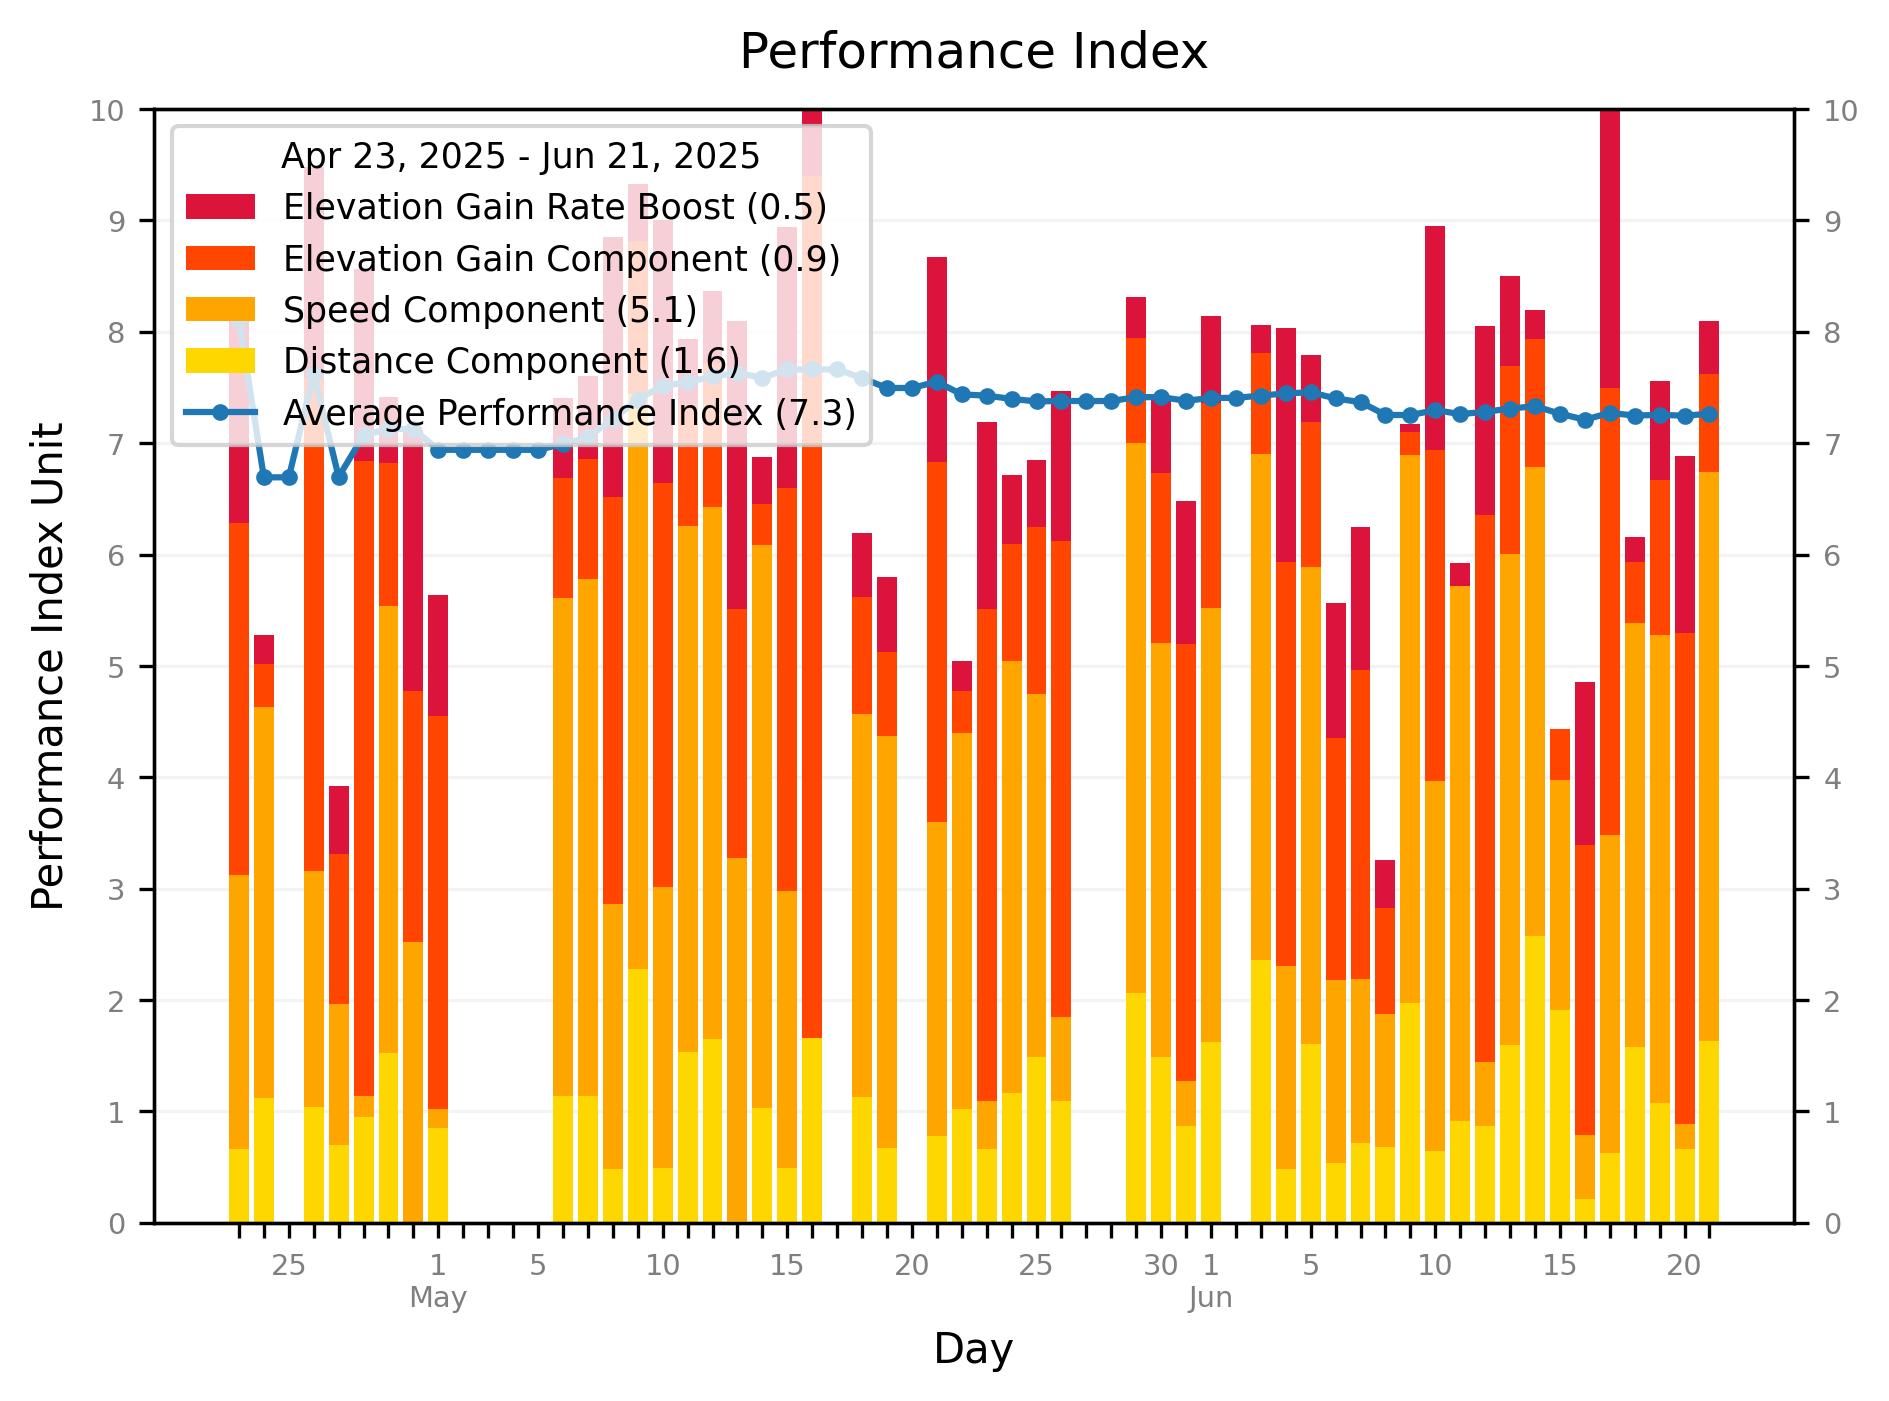 Performance Index
Apr 23, 2025 - Jun 21, 2025
Elevation Gain Rate Boost (0.5)
Elevation Gain Component (0.9)
Speed Component (5.1)
Distance Component (1.6)
Average Performance Index (7.3)
Performance Index Unit
10 10
9 9
8 8
7 7
6 6
5 5
4 4
3 3
2 2
1 1
0 0
25 1 5 10 15 20 25 30 1 5 10 15 20
May Jun
Day